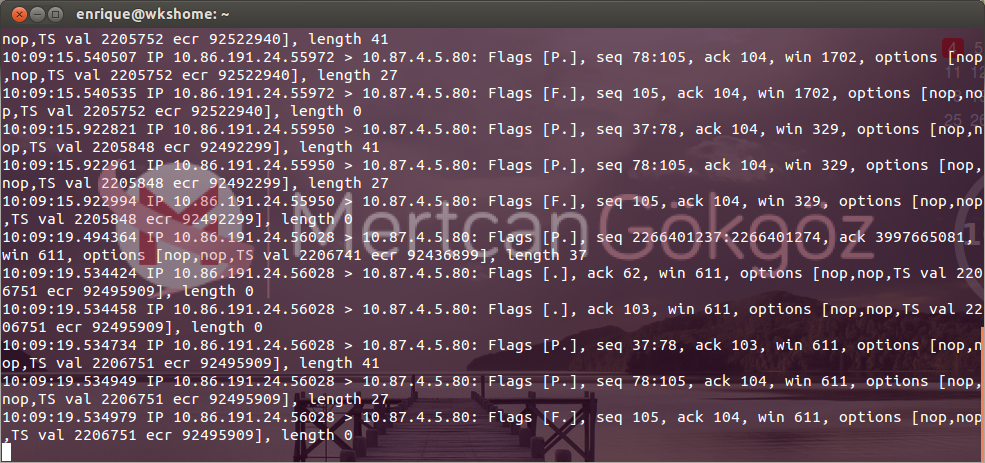 enrique@wkshome: ~
nop,TS val 2205752 ecr 92522940], length 41
10:09:15.540507 IP 10.86.191.24.55972 > 10.87.4.5.80: Flags [P.], seq 78:105, ack 104, win 1702, options [nop
,nop,TS val 2205752 ecr 92522940], length 27
10:09:15.540535 IP 10.86.191.24.55972 > 10.87.4.5.80: Flags [F.], seq 105, ack 104, win 1702, options [nop,no
p,TS val 2205752 ecr 92522940], length 0
10:09:15.922821 IP 10.86.191.24.55950 > 10.87.4.5.80: Flags [P.], seq 37:78, ack 104, win 329, options [nop,n
op,TS val 2205848 ecr 92492299], length 41
10:09:15.922961 IP 10.86.191.24.55950 > 10.87.4.5.80: Flags [P.], seq 78:105, ack 104, win 329, options [nop,
nop,TS val 2205848 ecr 92492299], length 27
10:09:15.922994 IP 10.86.191.24.55950 > 10.87.4.5.80: Flags [F.], seq 105, ack 104, win 329, options [nop,nop
,TS val 2205848 ecr 92492299], length 0
MertcanGökgöz
10:09:19.494364 IP 10.86.191.24.56028 > 10.87.4.5.80: Flags [P.], seq 2266401237:2266401274, ack 3997665081,
win 611, options [nop,nop,TS val 2206741 ecr 92436899], length 37
10:09:19.534424 IP 10.86.191.24.56028 > 10.87.4.5.80: Flags [.], ack 62, win 611, options [nop,nop,TS val 220
6751 ecr 92495909], length 0
10:09:19.534458 IP 10.86.191.24.56028 > 10.87.4.5.80: Flags [.], ack 103, win 611, options [nop,nop,TS val 22
06751 ecr 92495909], length 0
10:09:19.534734 IP 10.86.191.24.56028 > 10.87.4.5.80: Flags [P.], seq 37:78, ack 103, win 611, options [nop,n
op,TS val 2206751 ecr 92495909], length 41
10:09:19.534949 IP 10.86.191.24.56028 > 10.87.4.5.80: Flags [P.], seq 78:105, ack 104, win 611, options [nop,
nop,TS val 2206751 ecr 92495909], length 27
10:09:19.534979 IP 10.86.191.24.56028 > 10.87.4.5.80: Flags [F.], seq 105, ack 104, win 611, options [nop,nop
,TS val 2206751 ecr 92495909], length 0